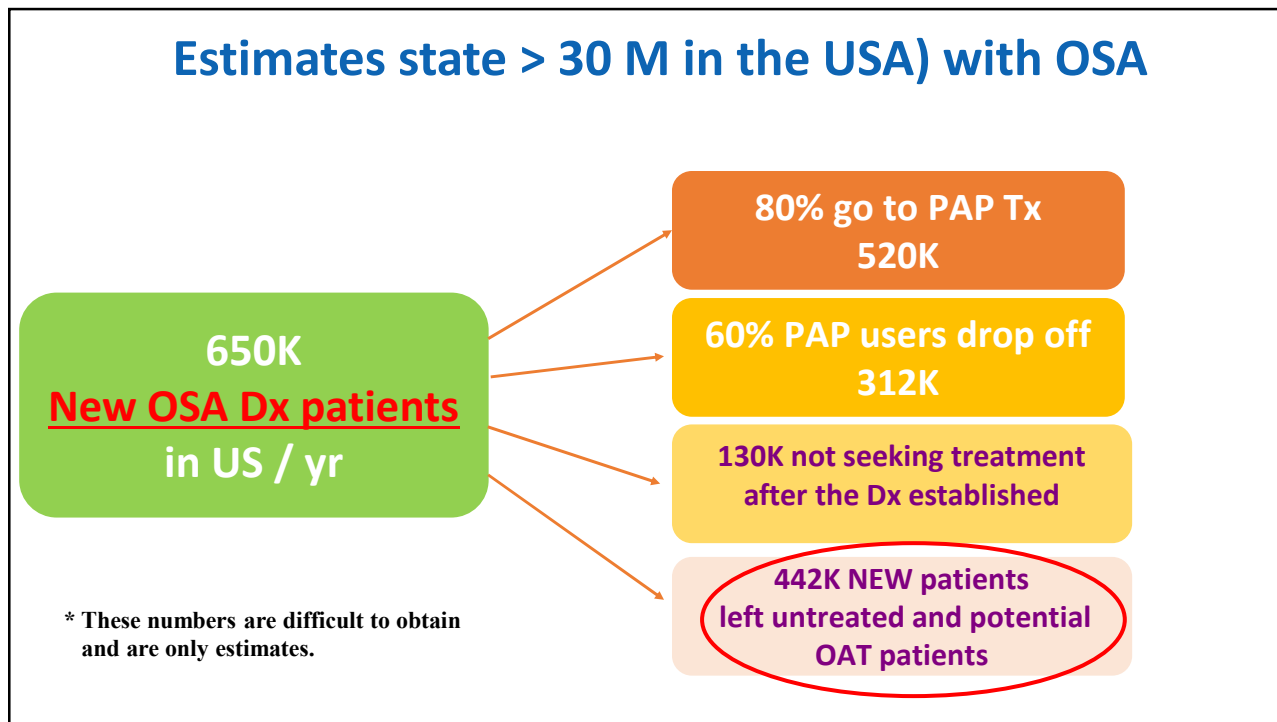 Estimates state > 30 M in the USA) with OSA
80% go to PAP Tx
520K
60% PAP users drop off
312K
650K
New OSA Dx patients
in US / yr
130K not seeking treatment
after the Dx established
442K NEW patients
left untreated and potential
OAT patients
* These numbers are difficult to obtain
and are only estimates.